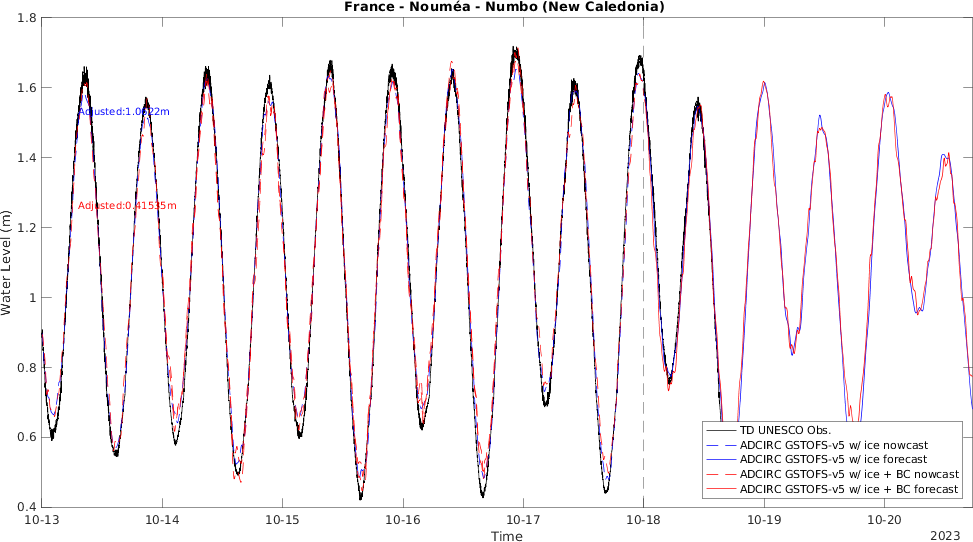 France - Nouméa - Numbo (New Caledonia)
1.8
1.6
1.4
1.2
1
0.8
0.6
0.4
Water Level (m)
Adjusted:0.41535m
TD UNESCO Obs.
ADCIRC GSTOFS-v5 w/ ice nowcast
ADCIRC GSTOFS-v5 w/ ice forecast
ADCIRC GSTOFS-v5 w/ ice + BC nowcast
ADCIRC GSTOFS-v5 w/ ice + BC forecast
10-13 10-14 10-15 10-16 10-17 10-18 10-19 10-20
Time
2023